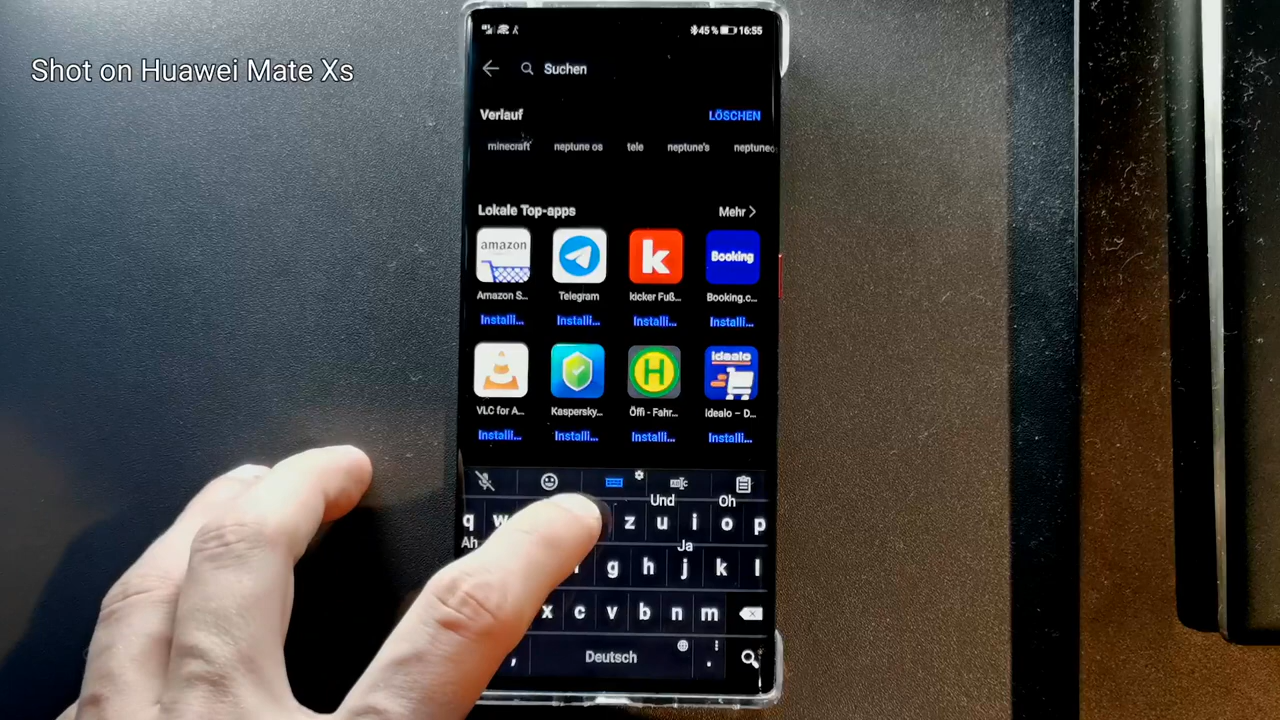 Shot on Huawei Mate Xs
45 % 16:55
Suchen
Verlauf LÖSCHEN
minecraft neptune os tele neptune's neptune
Lokale Top-apps Mehr
amazon k Booking
Amazon S... Telegram kicker Fuß... Booking.c...
Installi... Installi... Installi... Installi...
H idealo
VLC for A... Kaspersky... Öffi - Fahr... idealo – D...
Installi... Installi... Installi... Installi...
Und Oh
q w z u i o p
Ah Ja
g h j k l
x c v b n m
, Deutsch .